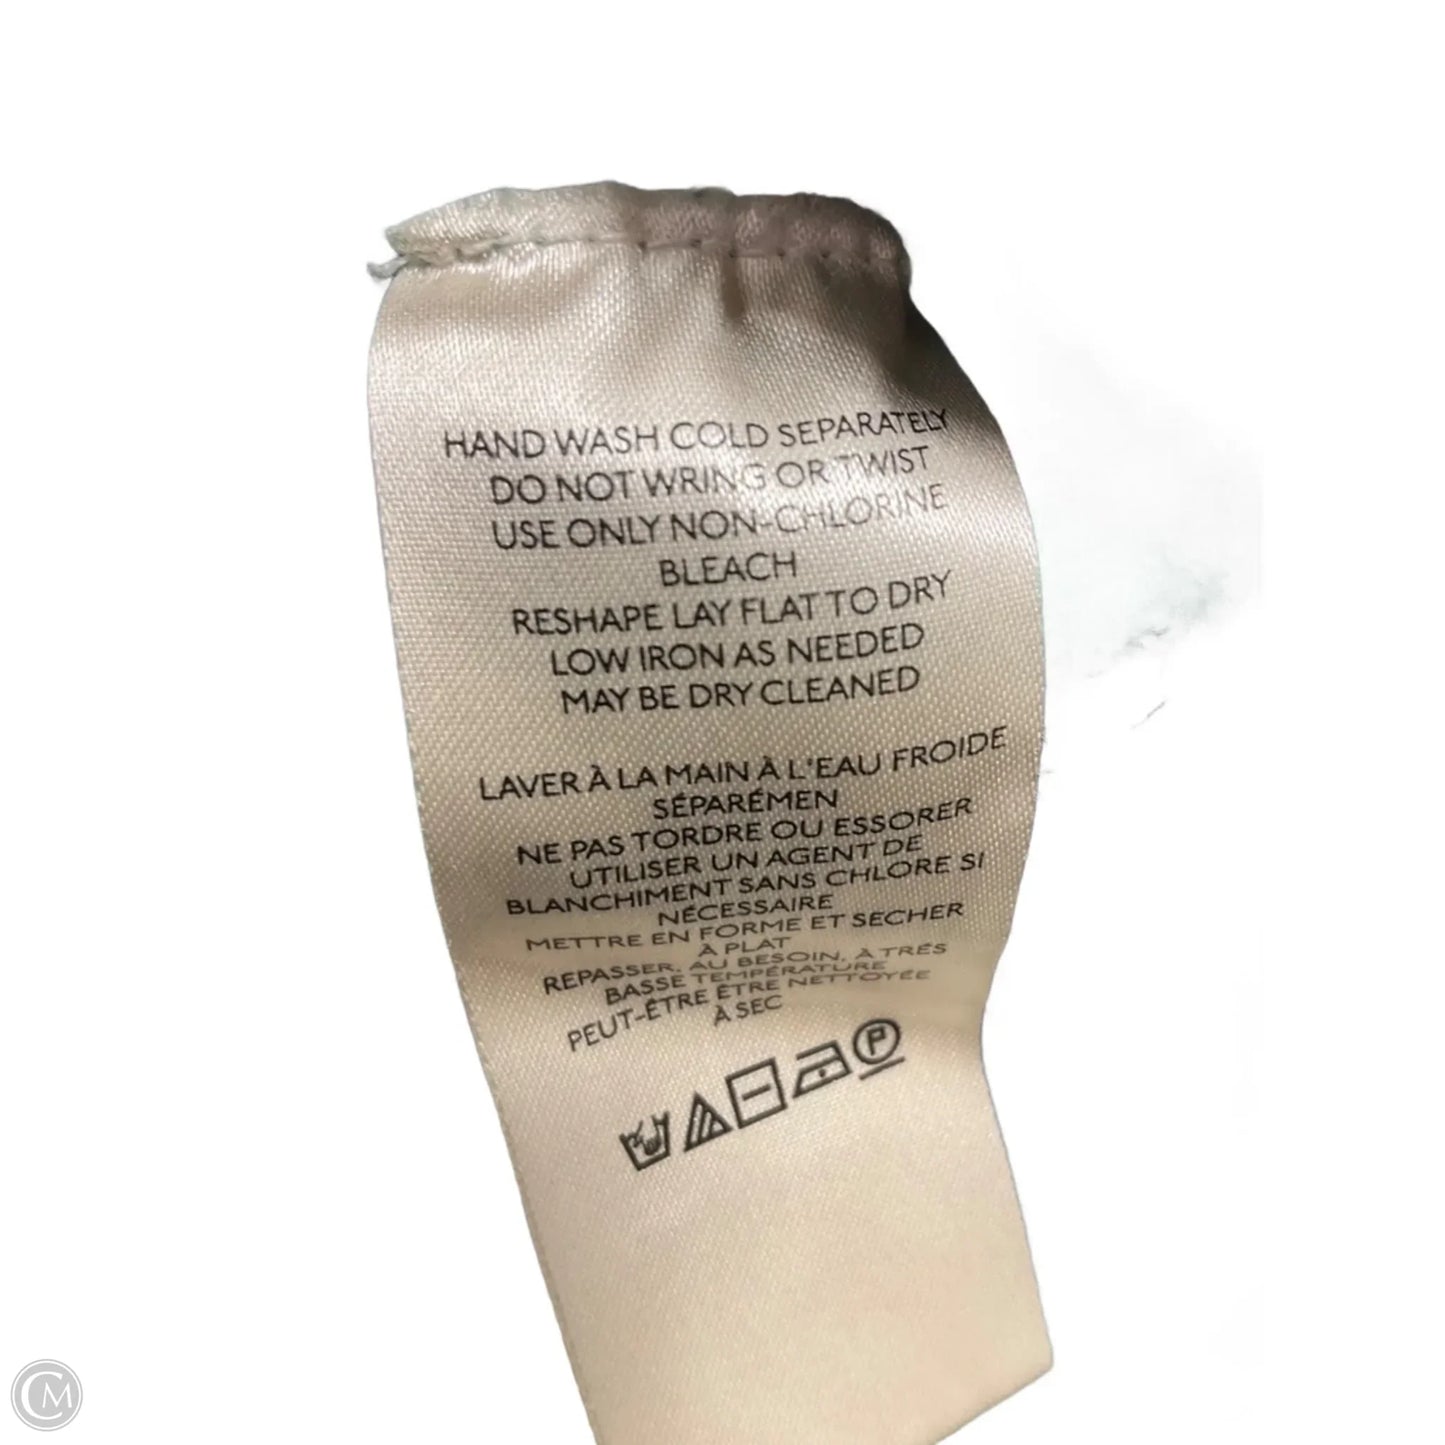 HAND WASH COLD SEPARATELY
DO NOT WRING OR TWIST
USE ONLY NON-CHLORINE
BLEACH
RESHAPE LAY FLAT TO DRY
LOW IRON AS NEEDED
MAY BE DRY CLEANED
LAVER À LA MAIN À L'EAU FROIDE
SÉPARÉMEN
NE PAS TORDRE OU ESSORER
UTILISER UN AGENT DE
BLANCHIMENT SANS CHLORE SI
NÉCESSAIRE
METTRE EN FORME ET SECHER
À PLAT
REPASSER, AU BESOIN, À TRÉS
BASSE TEMPÉRATURE
PEUT-ÊTRE ÊTRE NETTOYÉE
À SEC
P
CM